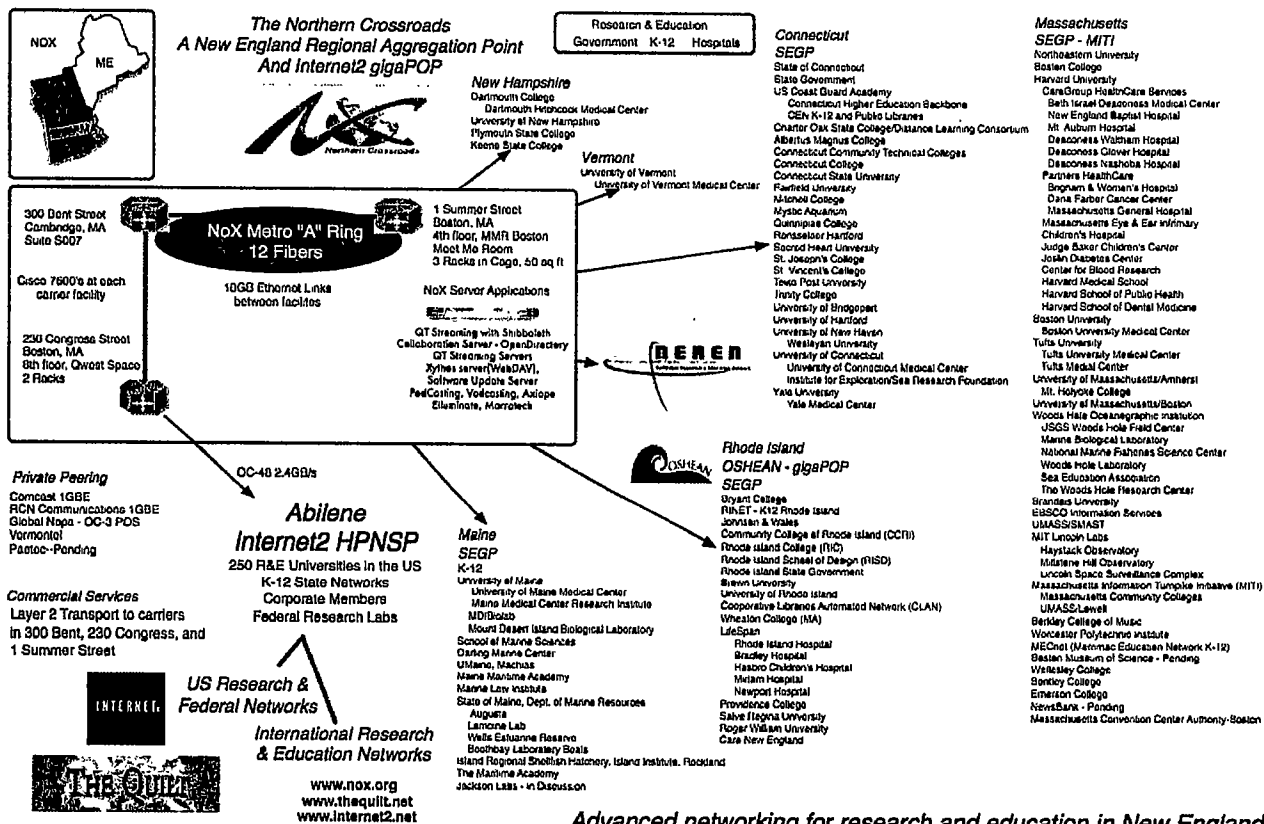 NOX
ME
The Northern Crossroads
A New England Regional Aggregation Point
And Internet2 gigaPOP
Northern Crossroads
Research & Education
Government K-12 Hospitals
New Hampshire
Dartmouth College
Dartmouth Hitchcock Medical Center
University of New Hampshire
Plymouth State College
Keene State College
Vermont
University of Vermont
University of Vermont Medical Center
300 Bent Street
Cambridge, MA
Suite S007
NoX Metro "A" Ring
12 Fibers
10GB Ethernet Links
between facilites
1 Summer Street
Boston, MA
4th floor, MMR Boston
Meet Me Room
3 Racks in Cage, 50 sq ft
Cisco 7600's at each
carrier facility
230 Congress Street
Boston, MA
8th floor, Qwest Space
2 Racks
NoX Server Applications
QT Streaming with Shibboleth
Collaboration Server - OpenDirectory
QT Streaming Servers
Xythos server(WebDAV),
Software Update Server
PodCasting, Vodcasting, Axiope
Elluminate, Marratech
Connecticut
SEGP
State of Connecticut
State Government
US Coast Guard Academy
Connecticut Higher Education Backbone
CEN K-12 and Public Libraries
Charter Oak State College/Distance Learning Consortium
Albertus Magnus College
Connecticut Community Technical Colleges
Connecticut College
Connecticut State University
Fairfield University
Mitchell College
Mystic Aquarium
Quinnipiac College
Rensselaer Hartford
Sacred Heart University
St. Joseph's College
St Vincent's College
Teikyo Post University
Trinity College
University of Bridgeport
University of Hartford
University of New Haven
Wesleyan University
University of Connecticut
University of Connecticut Medical Center
Institute for Exploration/Sea Research Foundation
Yale University
Yale Medical Center
Massachusetts
SEGP - MITI
Northeastern University
Boston College
Harvard University
CareGroup HealthCare Services
Beth Israel Deaconess Medical Center
New England Baptist Hospital
Mt Auburn Hospital
Deaconess Waltham Hospital
Deaconess Glover Hospital
Deaconess Nashoba Hospital
Partners HealthCare
Brigham & Women's Hospital
Dana Farber Cancer Center
Massachusetts General Hospital
Massachusetts Eye & Ear Infirmary
Children's Hospital
Judge Baker Children's Center
Joslin Diabetes Center
Center for Blood Research
Harvard Medical School
Harvard School of Public Health
Harvard School of Dental Medicine
Boston University
Boston University Medical Center
Tufts University
Tufts University Medical Center
Tufts Medical Center
University of Massachusetts/Amherst
Mt. Holyoke College
University of Massachusetts/Boston
Woods Hole Oceanographic Institution
USGS Woods Hole Field Center
Marine Biological Laboratory
National Marine Fisheries Science Center
Woods Hole Laboratory
Sea Education Association
The Woods Hole Research Center
Brandeis University
EBSCO Information Services
UMASS/SMAST
MIT Lincoln Labs
Haystack Observatory
Millstone Hill Observatory
Lincoln Space Surveillance Complex
Massachusetts Information Turnpike Initiative (MITI)
Massachusetts Community Colleges
UMASS/Lowell
Berkley College of Music
Worcester Polytechnic Institute
MECnet (Merrimac Education Network K-12)
Boston Museum of Science - Pending
Wellesley College
Bentley College
Emerson College
NewsBank - Pending
Massachusetts Convention Center Authority-Boston
OSHEAN
Rhode Island
OSHEAN - gigaPOP
SEGP
Bryant College
RINET - K12 Rhode Island
Johnson & Wales
Community College of Rhode Island (CCRI)
Rhode Island College (RIC)
Rhode Island School of Design (RISD)
Rhode Island State Government
Brown University
University of Rhode Island
Cooperative Libraries Automated Network (CLAN)
Wheaton College (MA)
LifeSpan
Rhode Island Hospital
Bradley Hospital
Hasbro Children's Hospital
Miriam Hospital
Newport Hospital
Providence College
Salve Regina University
Roger William University
Care New England
Private Peering
Comcast 1GBE
RCN Communications 1GBE
Global Naps - OC-3 POS
Vermontel
Paetec--Pending
Commercial Services
Layer 2 Transport to carriers
in 300 Bent, 230 Congress, and
1 Summer Street
OC-48 2.4GB/s
Abilene
Internet2 HPNSP
250 R&E Universities in the US
K-12 State Networks
Corporate Members
Federal Research Labs
US Research &
Federal Networks
International Research
& Education Networks
INTERNET2
THE QUILT
www.nox.org
www.thequilt.net
www.internet2.net
Maine
SEGP
K-12
University of Maine
University of Maine Medical Center
Maine Medical Center Research Institute
MDIBiolab
Mount Desert Island Biological Laboratory
School of Marine Sciences
Darling Marine Center
UMaine, Machias
Maine Maritime Academy
Marine Law Institute
State of Maine, Dept. of Marine Resources
Augusta
Lamoine Lab
Wells Estuarine Reserve
Boothbay Laboratory Boats
Island Regional Shellfish Hatchery, Island Institute, Rockland
The Maritime Academy
Jackson Labs - In Discussion
Advanced networking for research and education in New England